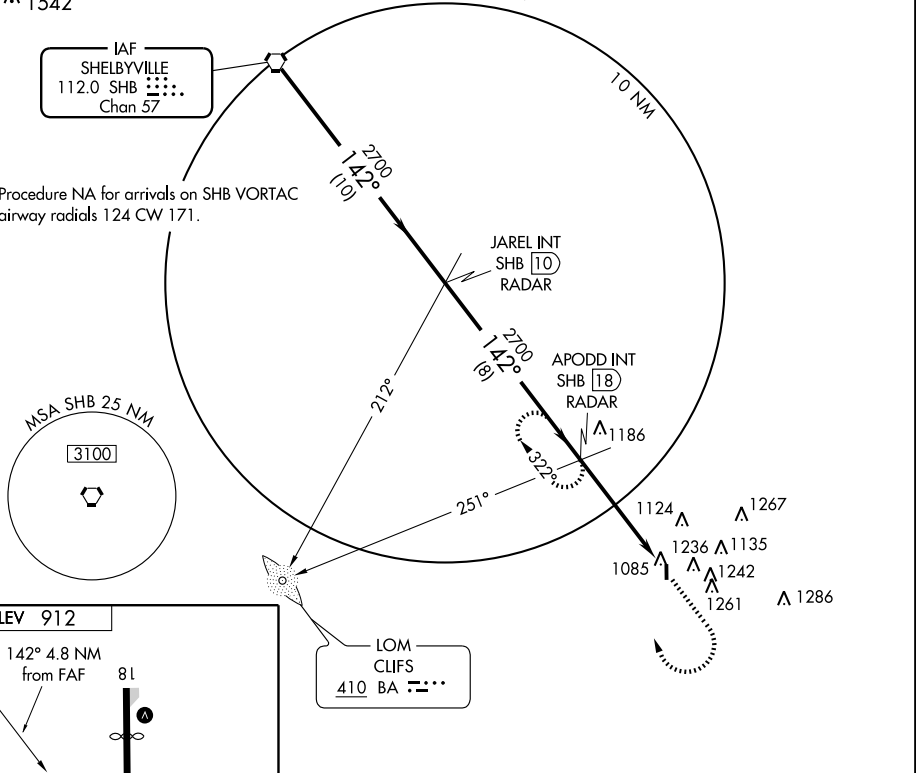 1542
IAF
SHELBYVILLE
112.0 SHB
Chan 57
10 NM
2700
142°
(10)
Procedure NA for arrivals on SHB VORTAC
airway radials 124 CW 171.
JAREL INT
SHB 10
RADAR
2700
142°
(8)
APODD INT
SHB 18
RADAR
212°
1186
322°
MSA SHB 25 NM
3100
251°
1124
1267
1236
1135
1085
1242
1261
1286
LEV 912
142° 4.8 NM
from FAF
18
LOM
CLIFS
410 BA